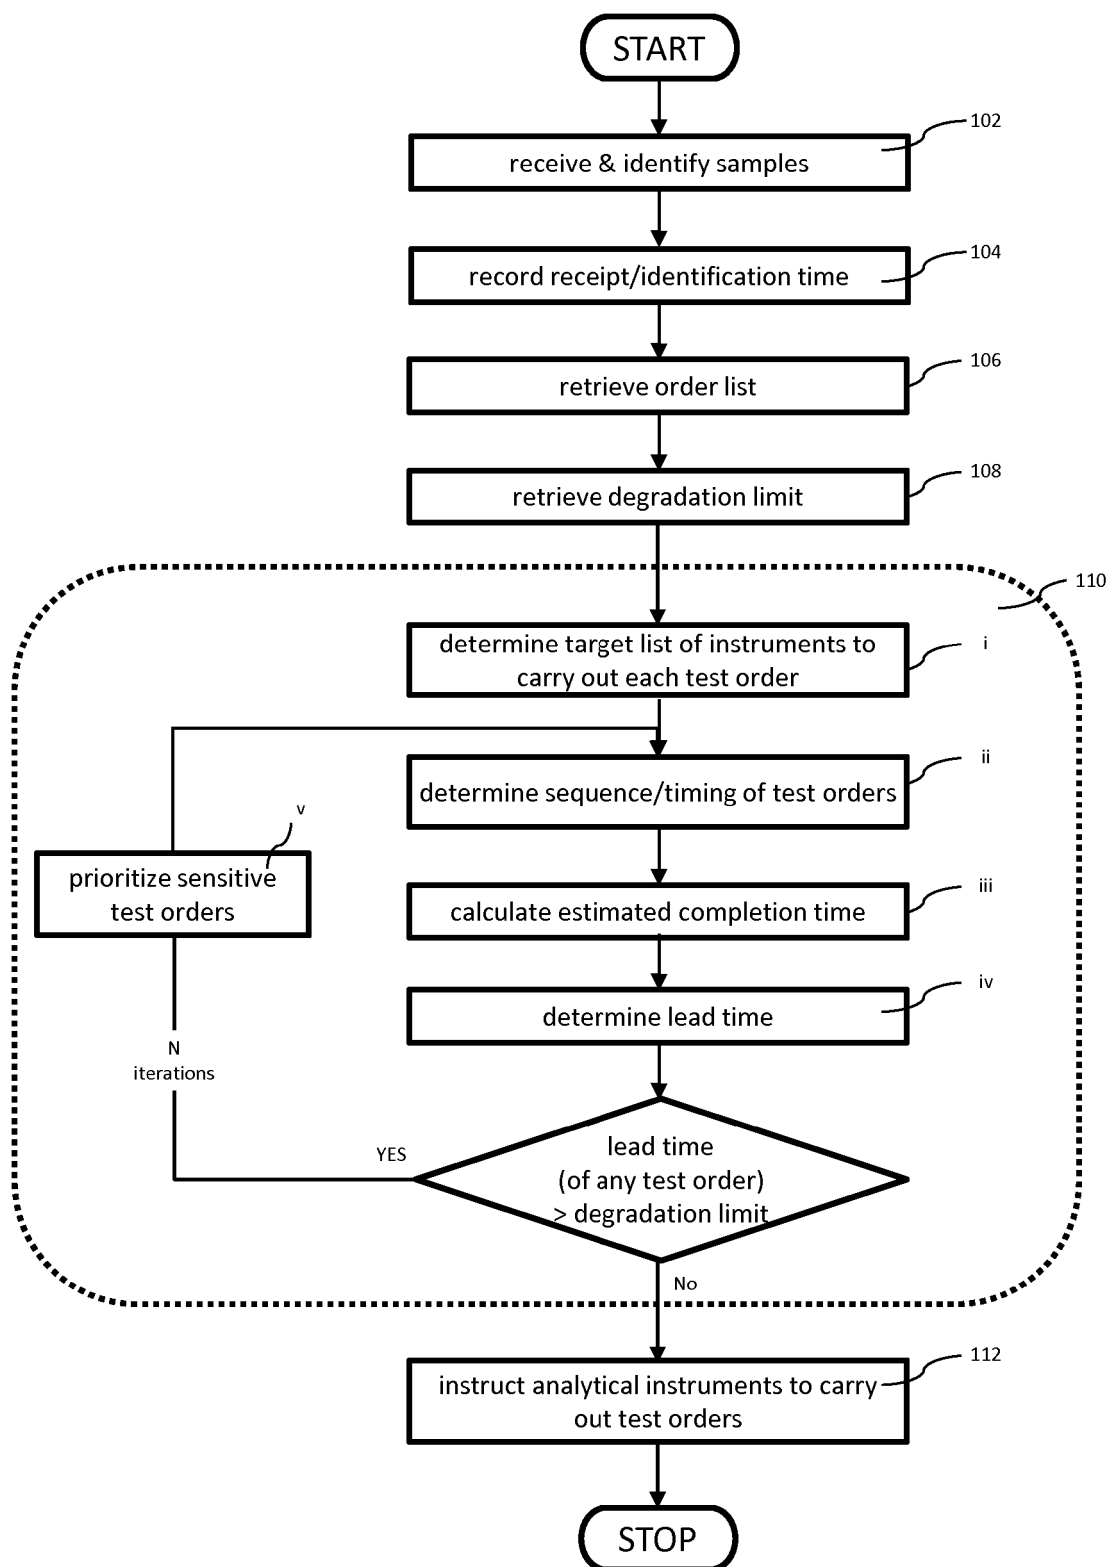 START
102
receive & identify samples
104
record receipt/identification time
106
retrieve order list
108
retrieve degradation limit
110
determine target list of instruments to
carry out each test order
i
ii
determine sequence/timing of test orders
v
prioritize sensitive
test orders
iii
calculate estimated completion time
iv
determine lead time
N
iterations
YES
lead time
(of any test order)
> degradation limit
No
112
instruct analytical instruments to carry
out test orders
STOP